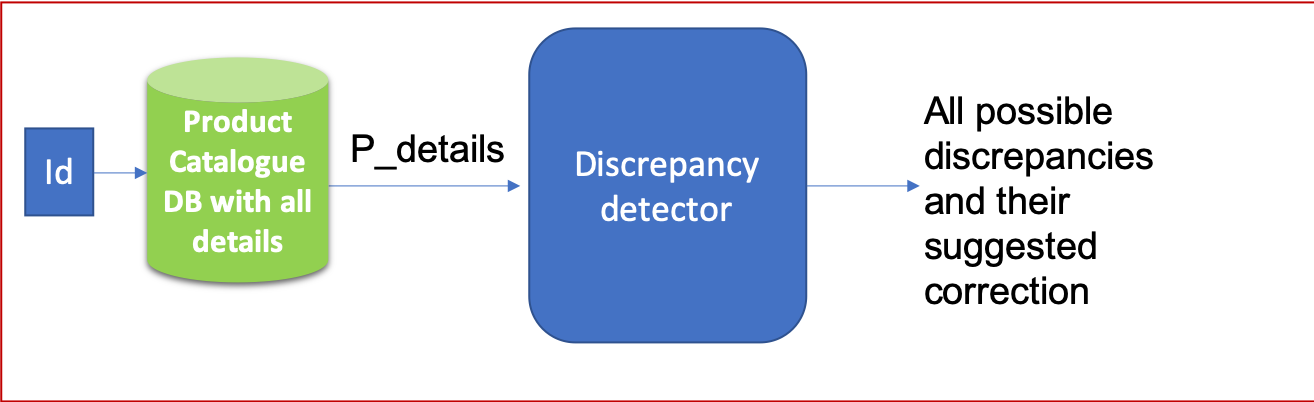 Id
Product
Catalogue
DB with all
details
P_details
Discrepancy
detector
All possible
discrepancies
and their
suggested
correction